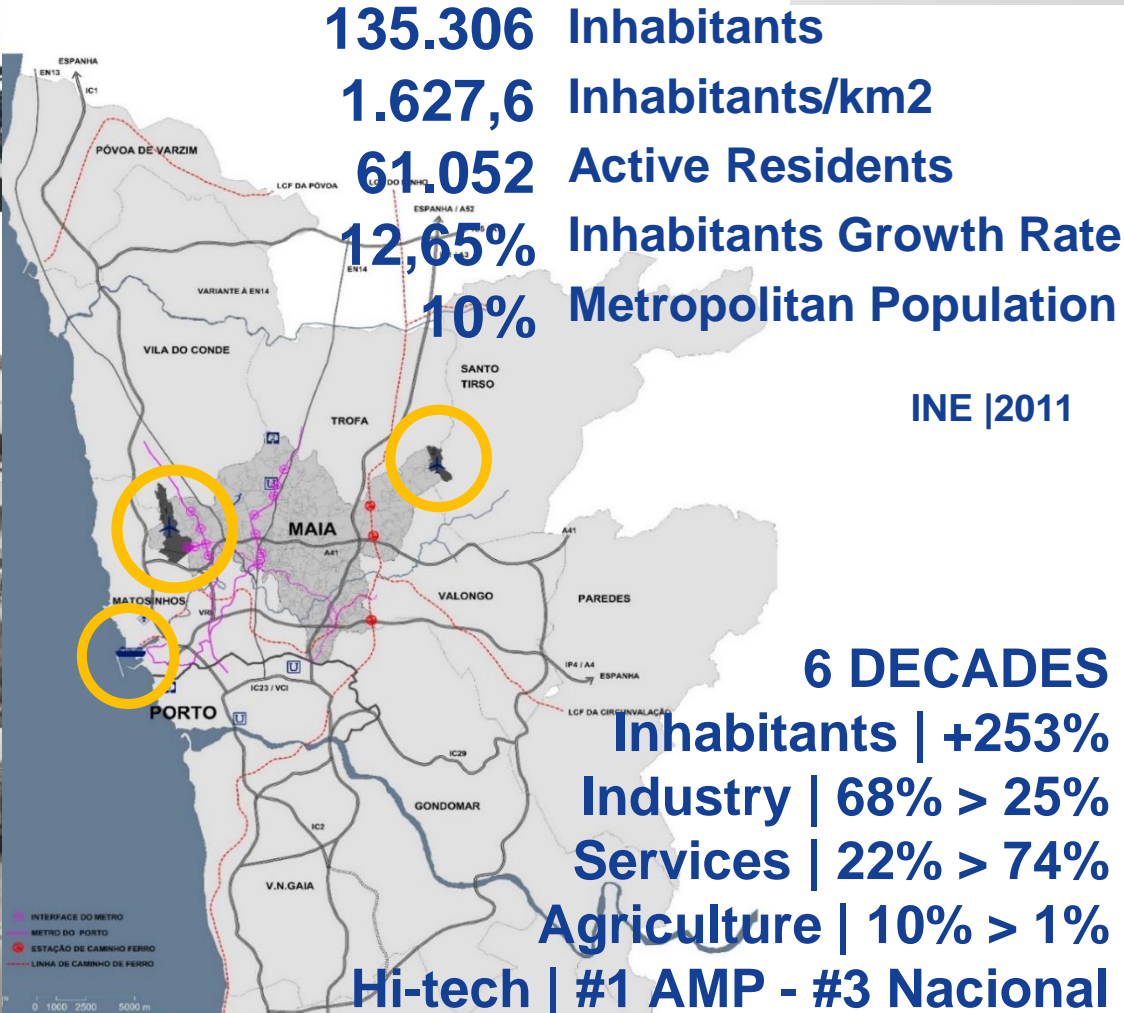 135.306 Inhabitants
1.627,6 Inhabitants/km2
61.052 Active Residents
12,65% Inhabitants Growth Rate
10% Metropolitan Population
INE |2011
ESPANHA
EN13
IC1
PÓVOA DE VARZIM
LCF DA PÓVOA
ESPANHA / A52
EN14
VARIANTE À EN14
VILA DO CONDE
SANTO
TIRSO
TROFA
MAIA
A41
A41
MATOSINHOS
VRI
VALONGO
PAREDES
IP4 / A4
ESPANHA
IC23 / VCI
LCF DA CIRCUNVALAÇÃO
PORTO
IC29
GONDOMAR
IC2
V.N.GAIA
6 DECADES
Inhabitants | +253%
Industry | 68% > 25%
Services | 22% > 74%
Agriculture | 10% > 1%
Hi-tech | #1 AMP - #3 Nacional
INTERFACE DO METRO
METRO DO PORTO
ESTAÇÃO DE CAMINHO FERRO
LINHA DE CAMINHO DE FERRO
0 1000 2500 5000 m